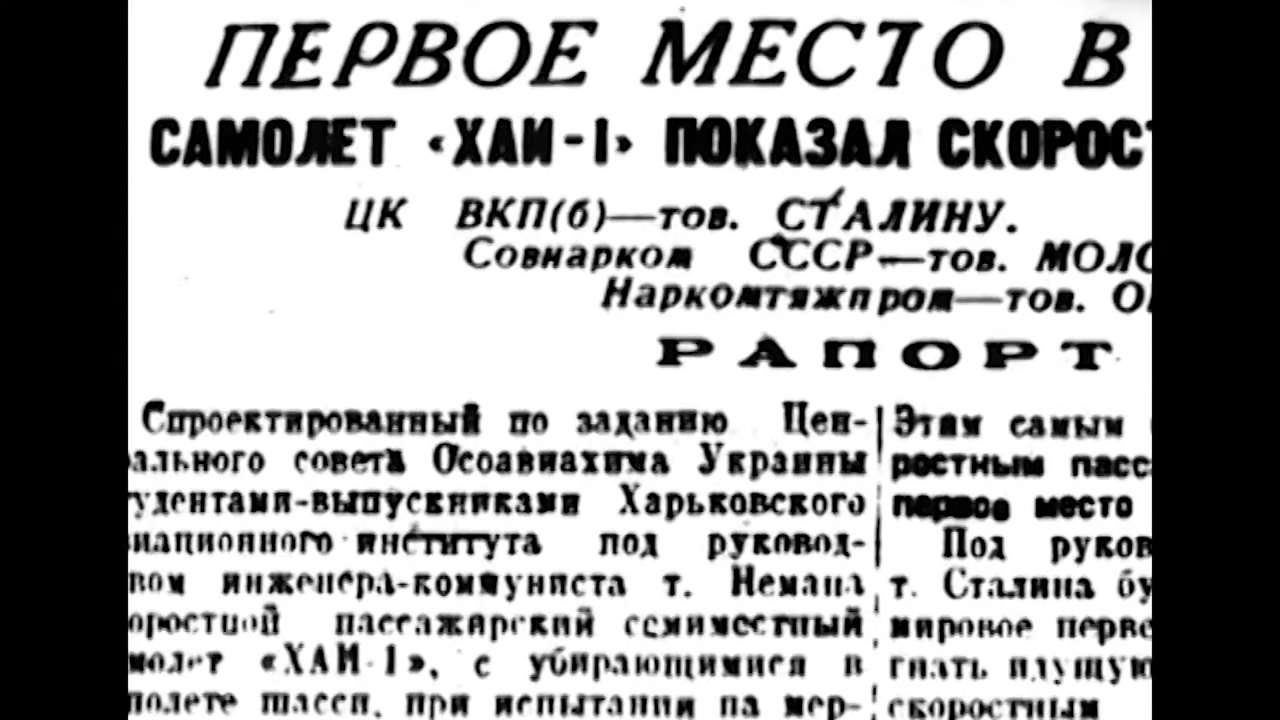 ПЕРВОЕ МЕСТО В
САМОЛЕТ «ХАИ-1» ПОКАЗАЛ СКОРОСТ
ЦК ВКП(б)—тов. СТАЛИНУ.
Совнарком СССР—тов. МОЛО
Наркомтяжпром—тов. О
РАПОРТ
Спроектированный по заданию Цен-
ального совета Осоавиахима Украины
удентами-выпускниками Харьковского
иационного института под руковод-
вом инженера-коммуниста т. Немана
оростной пассажирский семиместный
молет «ХАИ-1», с убирающимися в
полете шасси, при испытании на мер-
Этим самым
ростным пасс
первое место
Под руков
т. Сталина бу
мировое перве
гнать плущую
скоростным